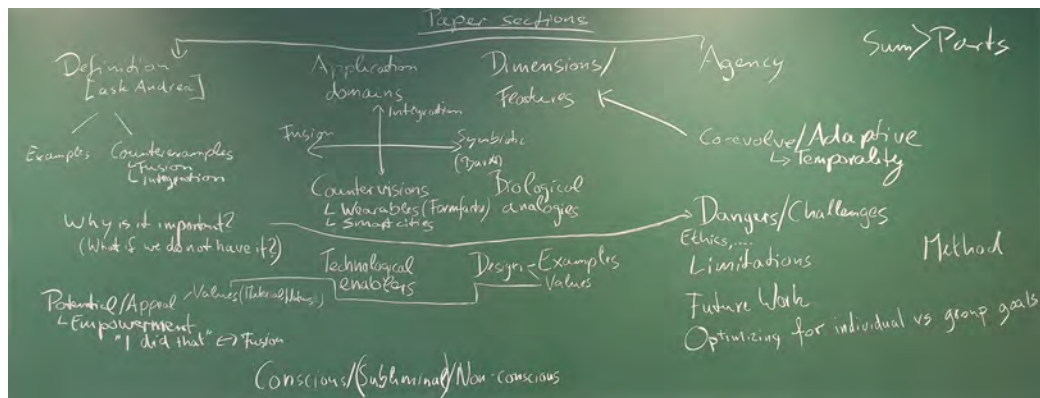 Paper sections
Definition
[ask Andrea]
Examples
Counterexamples
↳ Fusion
↳ Integration
Application
domains
Integration
Fusion
Symbiotic
Dimensions/
Features
Agency
Sum>Parts
Co-evolve/Adaptive
↳ Temporality
Countervisions
↳ Wearables (Formfactor)
↳ Smart cities
Biological
analogies
Why is it important?
(What if we do not have it?)
Dangers/Challenges
Ethics,....
Limitations
Method
Technological
enablers
Design
Examples
Values
Potential/Appeal
↳ Empowerment
"I did that" ↔ Fusion
Values
Future Work
Optimizing for individual vs group goals
Conscious/(Subliminal)/Non-conscious